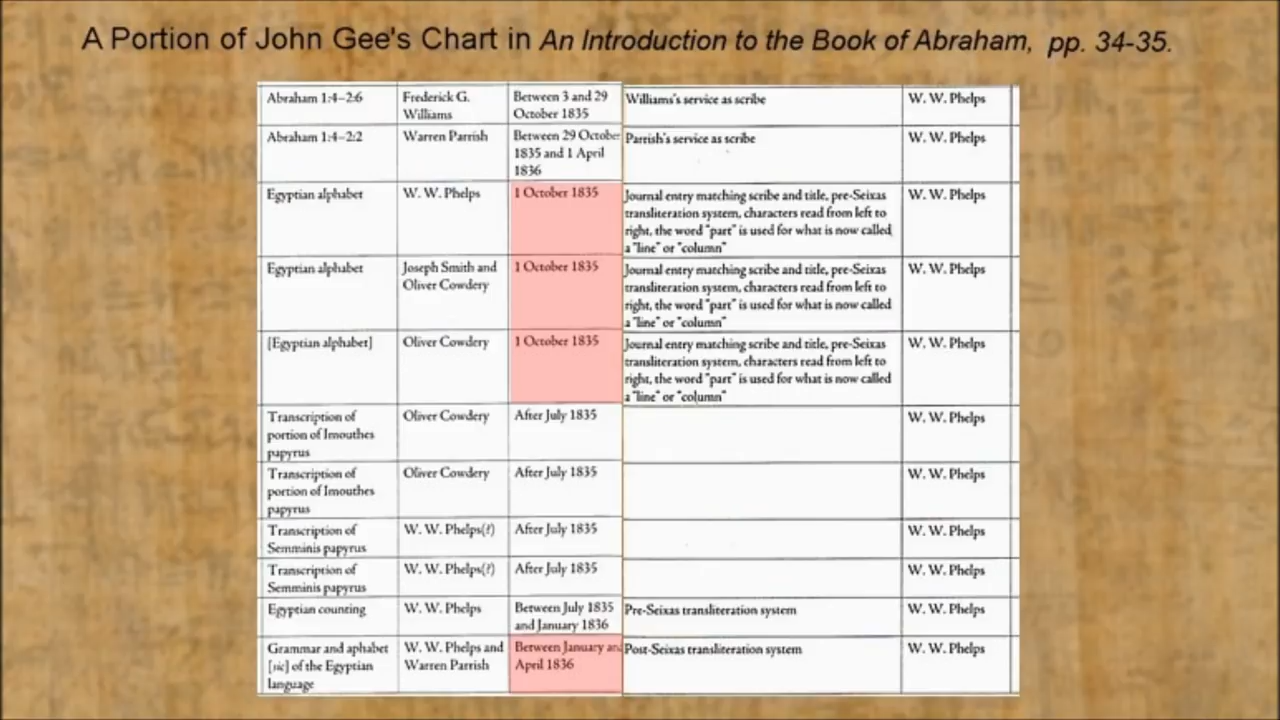 A Portion of John Gee's Chart in An Introduction to the Book of Abraham, pp. 34-35.
Abraham 1:4–2:6
Frederick G.
Williams
Between 3 and 29
October 1835
Williams's service as scribe
W. W. Phelps
Abraham 1:4–2:2
Warren Parrish
Between 29 October
1835 and 1 April
1836
Parrish's service as scribe
W. W. Phelps
Egyptian alphabet
W. W. Phelps
1 October 1835
Journal entry matching scribe and title, pre-Seixas
transliteration system, characters read from left to
right, the word "part" is used for what is now called
a "line" or "column"
W. W. Phelps
Egyptian alphabet
Joseph Smith and
Oliver Cowdery
1 October 1835
Journal entry matching scribe and title, pre-Seixas
transliteration system, characters read from left to
right, the word "part" is used for what is now called
a "line" or "column"
W. W. Phelps
[Egyptian alphabet]
Oliver Cowdery
1 October 1835
Journal entry matching scribe and title, pre-Seixas
transliteration system, characters read from left to
right, the word "part" is used for what is now called
a "line" or "column"
W. W. Phelps
Transcription of
portion of Imouthes
papyrus
Oliver Cowdery
After July 1835
W. W. Phelps
Transcription of
portion of Imouthes
papyrus
Oliver Cowdery
After July 1835
W. W. Phelps
Transcription of
Semminis papyrus
W. W. Phelps(?)
After July 1835
W. W. Phelps
Transcription of
Semminis papyrus
W. W. Phelps(?)
After July 1835
W. W. Phelps
Egyptian counting
W. W. Phelps
Between July 1835
and January 1836
Pre-Seixas transliteration system
W. W. Phelps
Grammar and aphabet
[sic] of the Egyptian
language
W. W. Phelps and
Warren Parrish
Between January and
April 1836
Post-Seixas transliteration system
W. W. Phelps